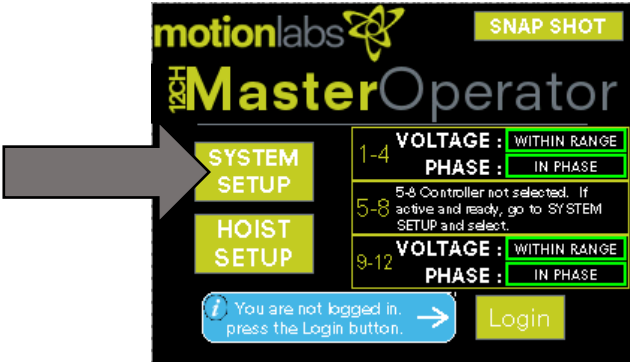 motionlabs
SNAP SHOT
12CH
MasterOperator
SYSTEM
SETUP
1-4
VOLTAGE : WITHIN RANGE
PHASE : IN PHASE
5-8
5-8 Controller not selected. If
active and ready, go to SYSTEM
SETUP and select.
HOIST
SETUP
9-12
VOLTAGE : WITHIN RANGE
PHASE : IN PHASE
i
You are not logged in.
press the Login button.
Login